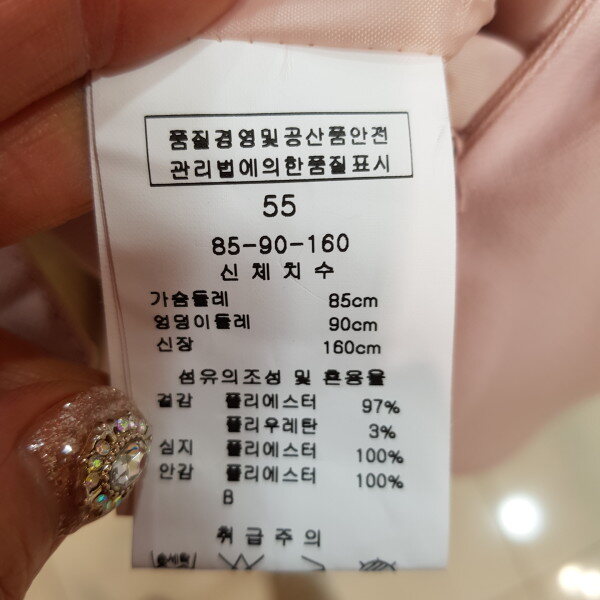 품질경영및공산품안전
관리법에의한품질표시
55
85-90-160
신체치수
가슴둘레 85cm
엉덩이둘레 90cm
신장 160cm
섬유의조성 및 혼용율
겉감 폴리에스터 97%
폴리우레탄 3%
심지 폴리에스터 100%
안감 폴리에스터 100%
B
취급주의